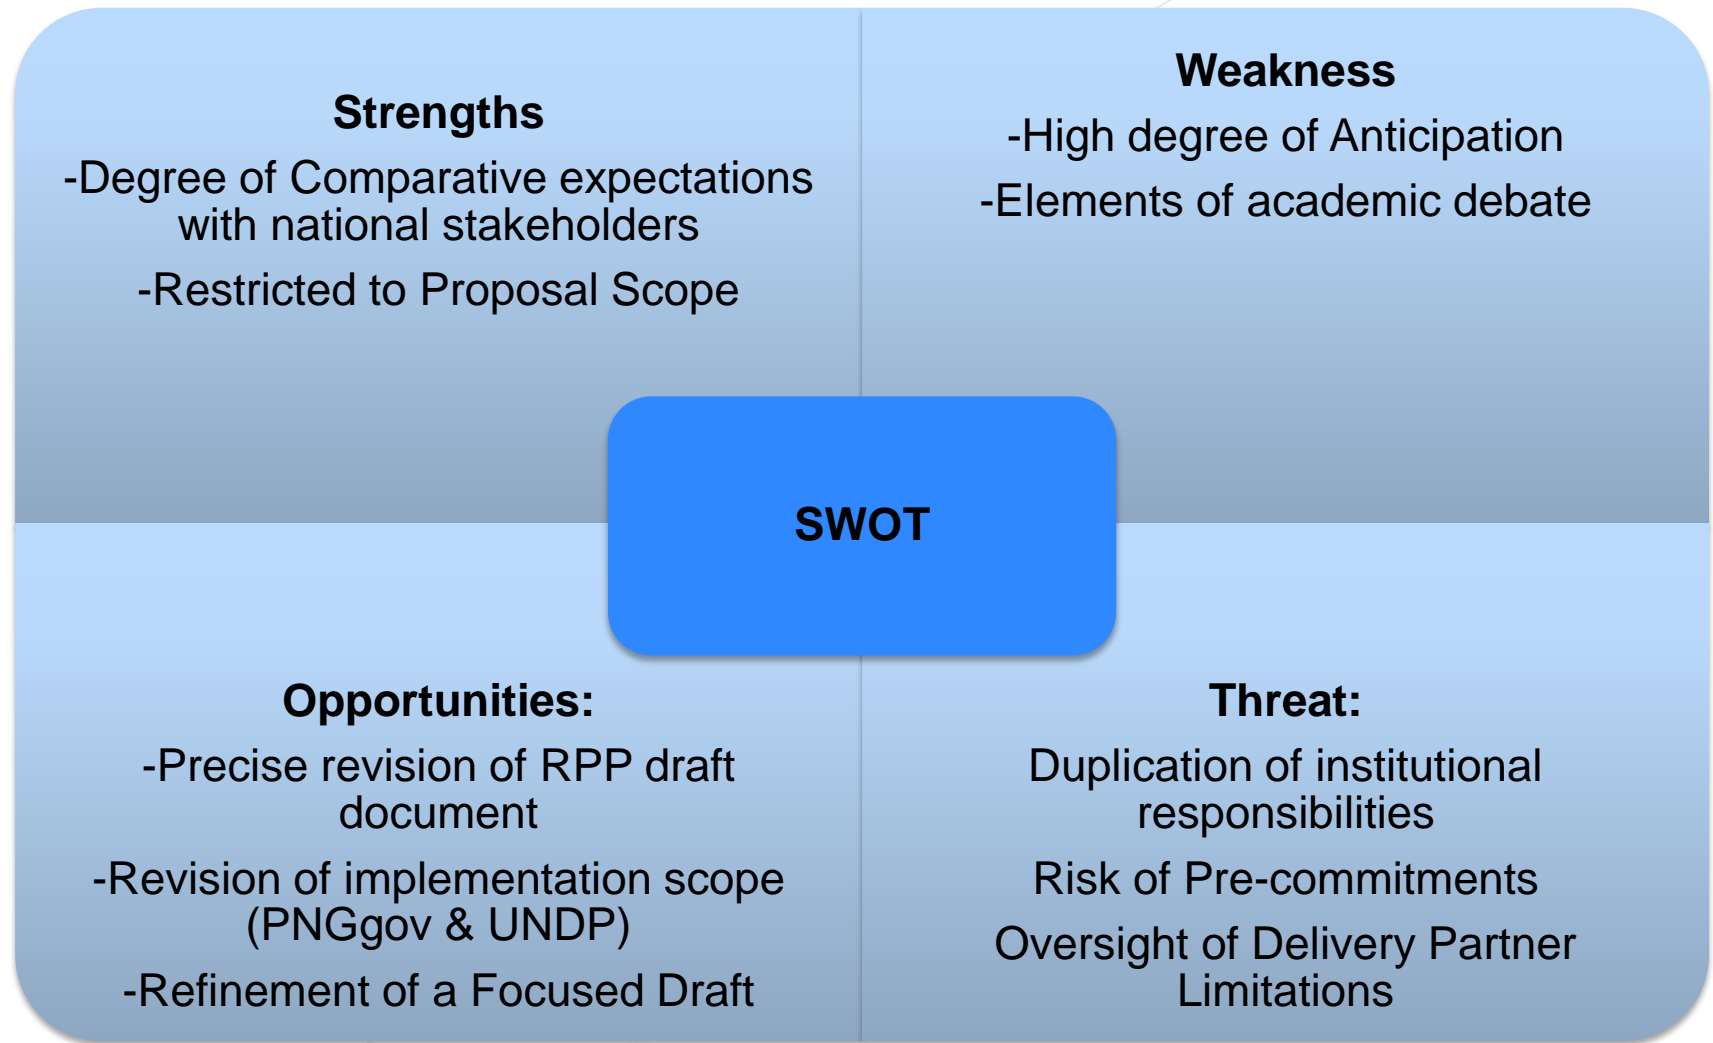 Strengths
-Degree of Comparative expectations
with national stakeholders
-Restricted to Proposal Scope
Weakness
-High degree of Anticipation
-Elements of academic debate
SWOT
Opportunities:
-Precise revision of RPP draft
document
-Revision of implementation scope
(PNGgov & UNDP)
-Refinement of a Focused Draft
Threat:
Duplication of institutional
responsibilities
Risk of Pre-commitments
Oversight of Delivery Partner
Limitations